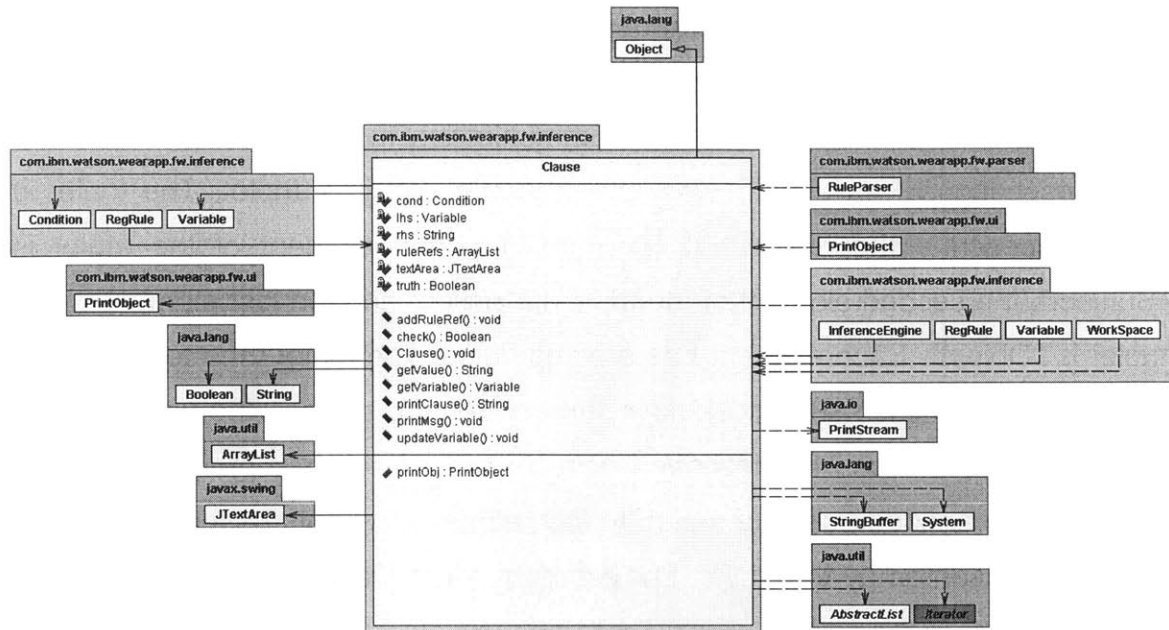 java.lang
Object
com.ibm.watson.wearapp.fw.inference
Condition
RegRule
Variable
com.ibm.watson.wearapp.fw.ui
PrintObject
java.lang
Boolean
String
java.util
ArrayList
javax.swing
JTextArea
com.ibm.watson.wearapp.fw.inference
Clause
cond : Condition
lhs : Variable
rhs : String
ruleRefs : ArrayList
textArea : JTextArea
truth : Boolean
addRuleRef() : void
check() : Boolean
Clause() : void
getValue() : String
getVariable() : Variable
printClause() : String
printMsg() : void
updateVariable() : void
printObj : PrintObject
com.ibm.watson.wearapp.fw.parser
RuleParser
com.ibm.watson.wearapp.fw.ui
PrintObject
com.ibm.watson.wearapp.fw.inference
InferenceEngine
RegRule
Variable
WorkSpace
java.io
PrintStream
java.lang
StringBuffer
System
java.util
AbstractList
Iterator